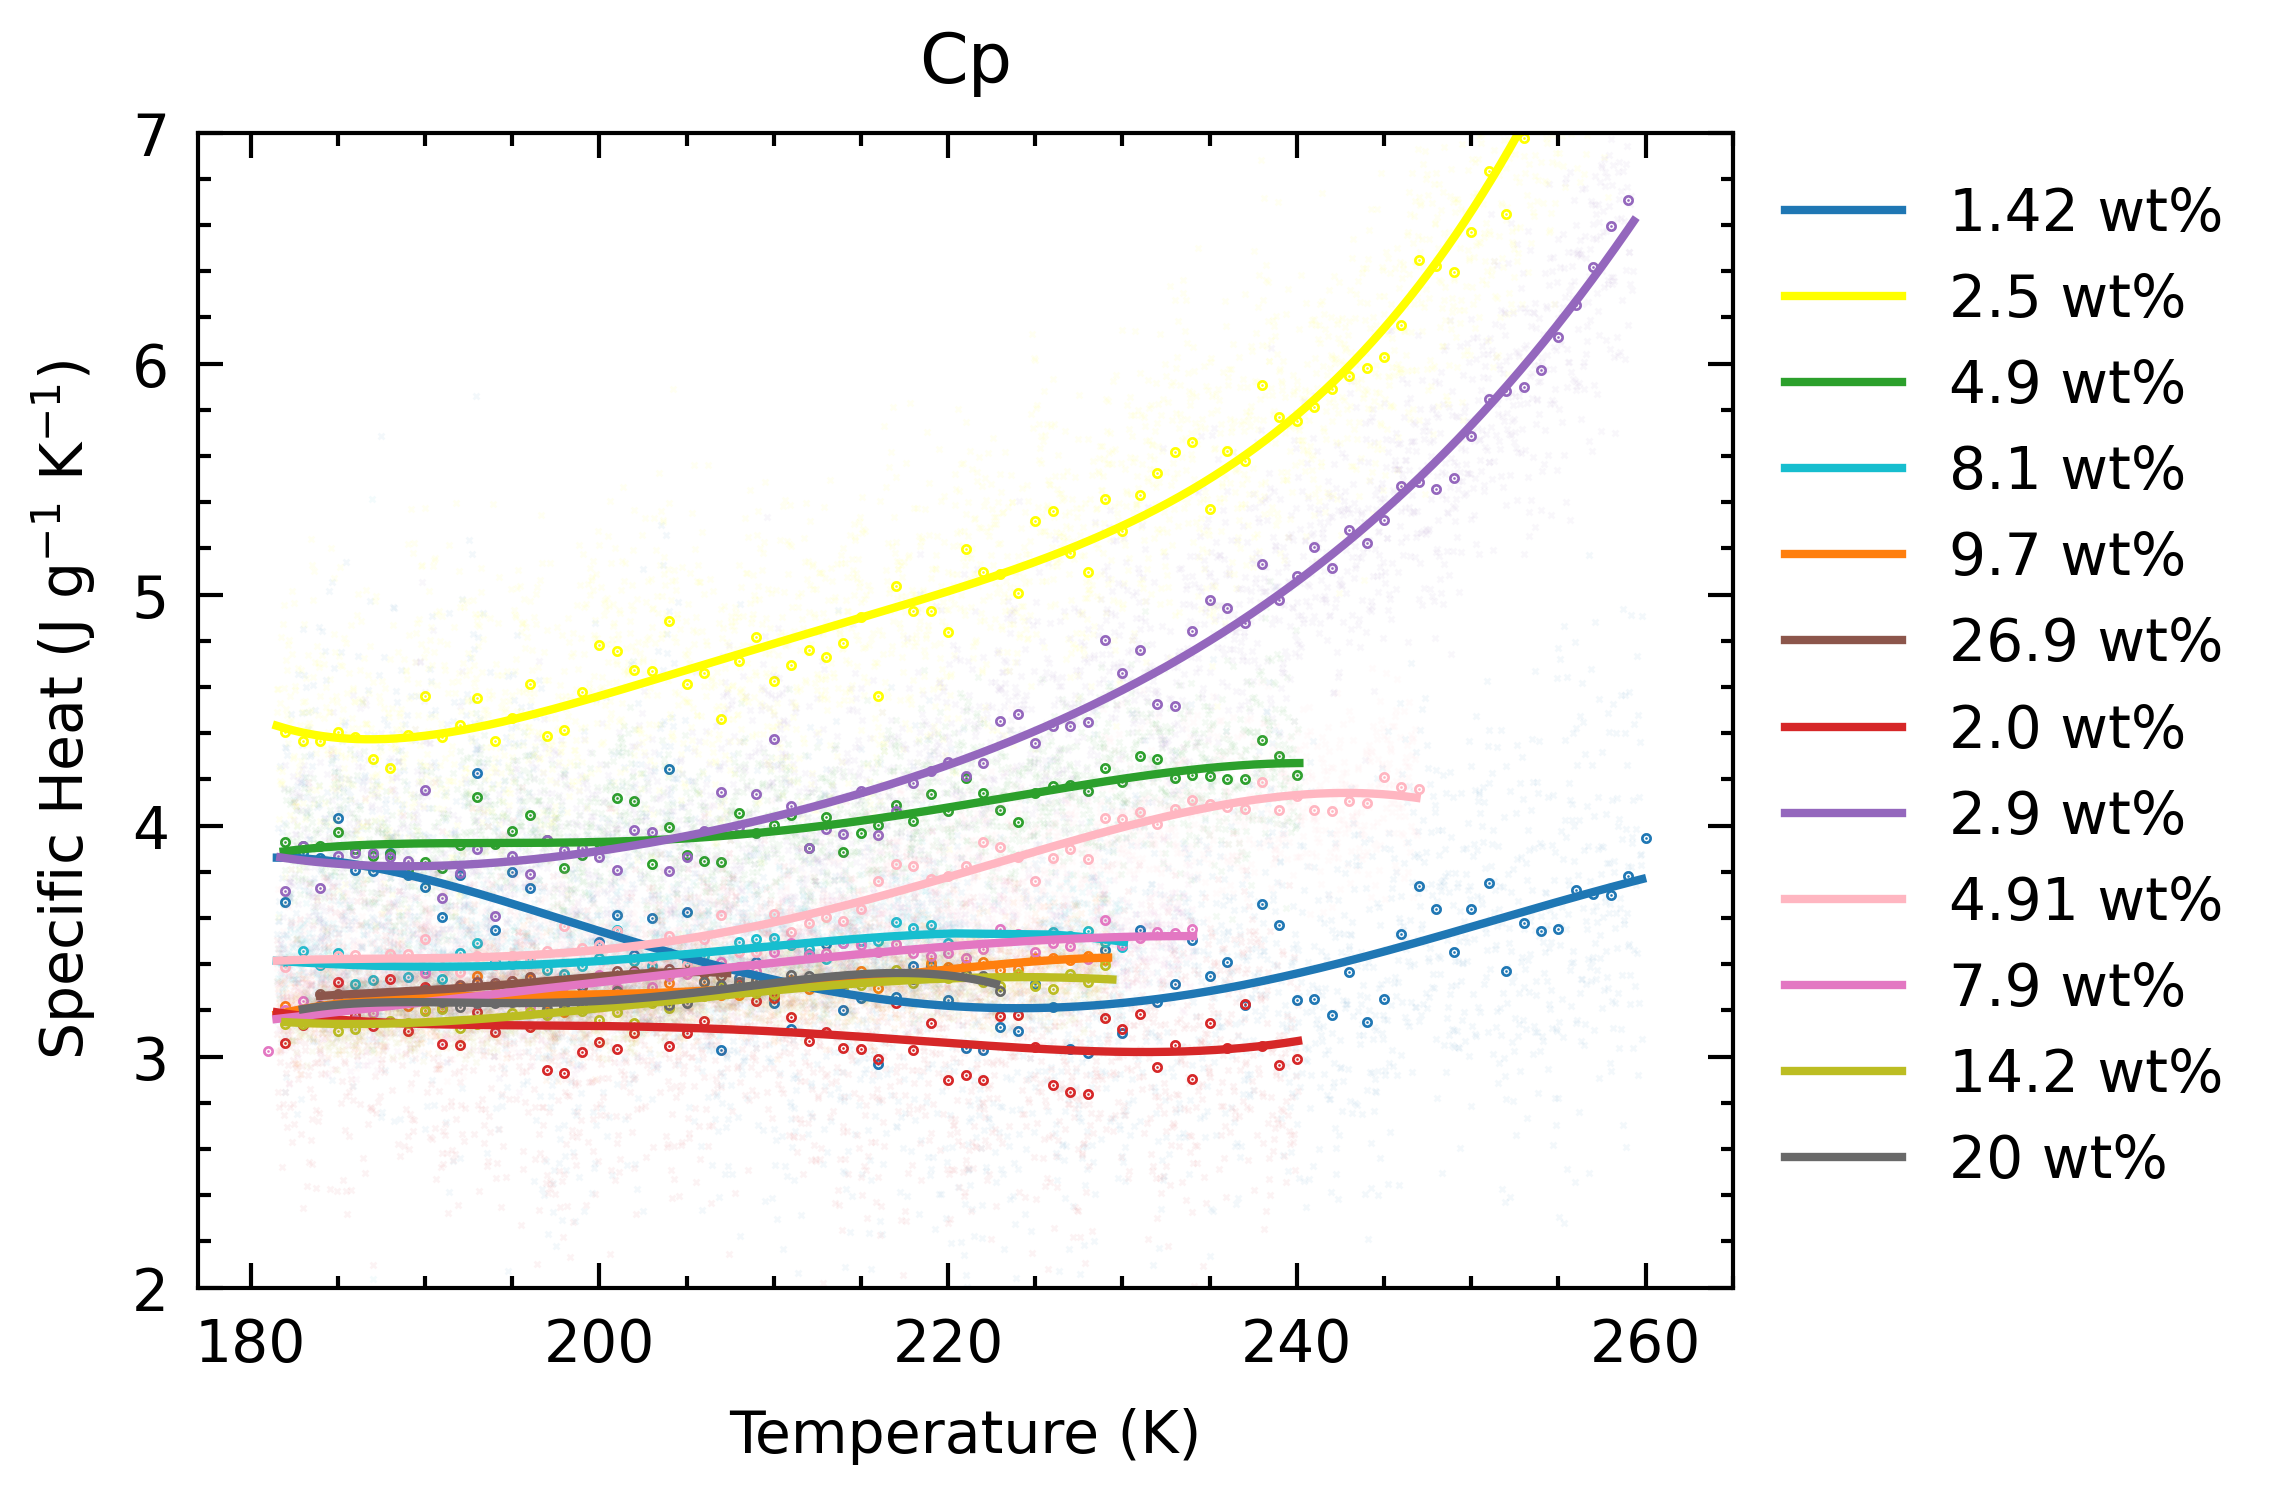 Cp
7
6
5
4
3
2
Specific Heat (J g⁻¹ K⁻¹)
180 200 220 240 260
Temperature (K)
1.42 wt%
2.5 wt%
4.9 wt%
8.1 wt%
9.7 wt%
26.9 wt%
2.0 wt%
2.9 wt%
4.91 wt%
7.9 wt%
14.2 wt%
20 wt%